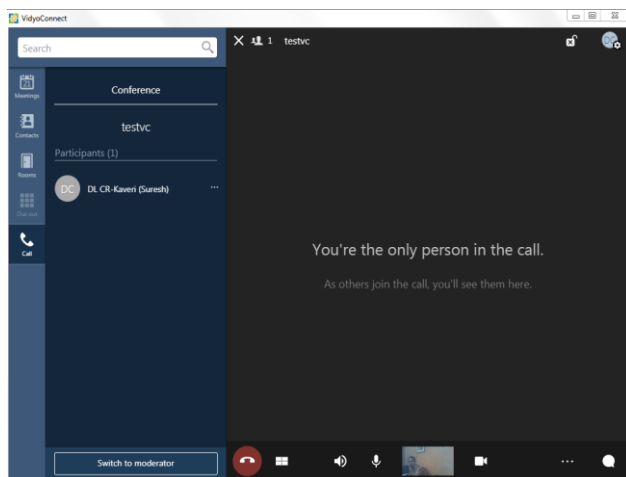 VidyoConnect
Search
1 testvc
Meetings
Contacts
Rooms
Dial out
Call
Conference
testvc
Participants (1)
DC DL CR-Kaveri (Suresh) ...
You're the only person in the call.
As others join the call, you'll see them here.
Switch to moderator